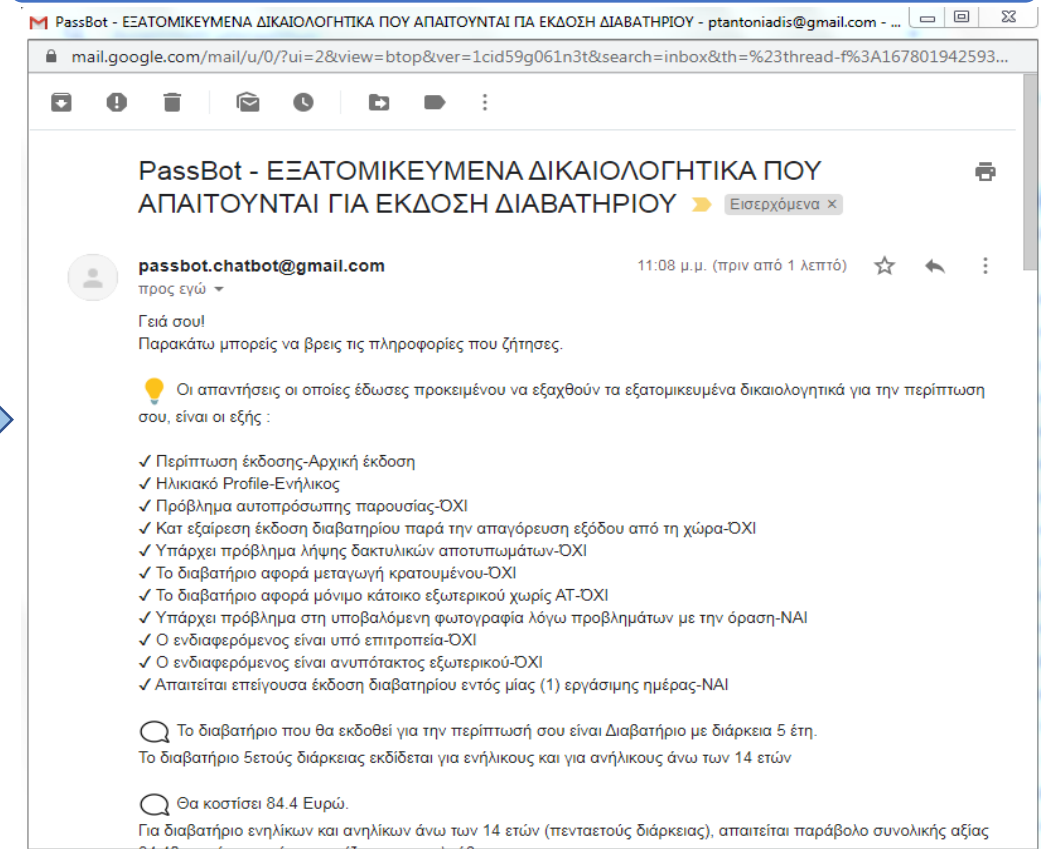 PassBot - ΕΞΑΤΟΜΙΚΕΥΜΕΝΑ ΔΙΚΑΙΟΛΟΓΗΤΙΚΑ ΠΟΥ ΑΠΑΙΤΟΥΝΤΑΙ ΓΙΑ ΕΚΔΟΣΗ ΔΙΑΒΑΤΗΡΙΟΥ - ptantoniadis@gmail.com - ...
mail.google.com/mail/u/0/?ui=2&view=btop&ver=1cid59g061n3t&search=inbox&th=%23thread-f%3A167801942593...
PassBot - ΕΞΑΤΟΜΙΚΕΥΜΕΝΑ ΔΙΚΑΙΟΛΟΓΗΤΙΚΑ ΠΟΥ
ΑΠΑΙΤΟΥΝΤΑΙ ΓΙΑ ΕΚΔΟΣΗ ΔΙΑΒΑΤΗΡΙΟΥ Εισερχόμενα ×
passbot.chatbot@gmail.com 11:08 μ.μ. (πριν από 1 λεπτό)
προς εγώ
Γειά σου!
Παρακάτω μπορείς να βρεις τις πληροφορίες που ζήτησες.
Οι απαντήσεις οι οποίες έδωσες προκειμένου να εξαχθούν τα εξατομικευμένα δικαιολογητικά για την περίπτωση
σου, είναι οι εξής :
✓ Περίπτωση έκδοσης-Αρχική έκδοση
✓ Ηλικιακό Profile-Ενήλικος
✓ Πρόβλημα αυτοπρόσωπης παρουσίας-ΌΧΙ
✓ Κατ εξαίρεση έκδοση διαβατηρίου παρά την απαγόρευση εξόδου από τη χώρα-ΌΧΙ
✓ Υπάρχει πρόβλημα λήψης δακτυλικών αποτυπωμάτων-ΌΧΙ
✓ Το διαβατήριο αφορά μεταγωγή κρατουμένου-ΌΧΙ
✓ Το διαβατήριο αφορά μόνιμο κάτοικο εξωτερικού χωρίς ΑΤ-ΌΧΙ
✓ Υπάρχει πρόβλημα στη υποβαλόμενη φωτογραφία λόγω προβλημάτων με την όραση-ΝΑΙ
✓ Ο ενδιαφερόμενος είναι υπό επιτροπεία-ΌΧΙ
✓ Ο ενδιαφερόμενος είναι ανυπότακτος εξωτερικού-ΌΧΙ
✓ Απαιτείται επείγουσα έκδοση διαβατηρίου εντός μίας (1) εργάσιμης ημέρας-ΝΑΙ
Το διαβατήριο που θα εκδοθεί για την περίπτωσή σου είναι Διαβατήριο με διάρκεια 5 έτη.
Το διαβατήριο 5ετούς διάρκειας εκδίδεται για ενήλικους και για ανήλικους άνω των 14 ετών
Θα κοστίσει 84.4 Ευρώ.
Για διαβατήριο ενηλίκων και ανηλίκων άνω των 14 ετών (πενταετούς διάρκειας), απαιτείται παράβολο συνολικής αξίας